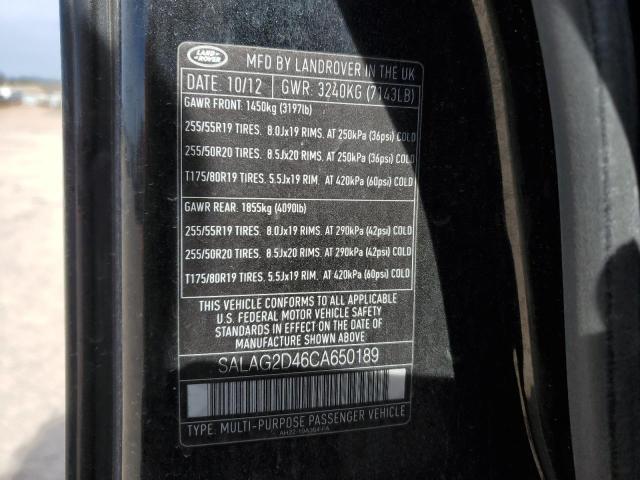 LAND ROVER
MFD BY LANDROVER IN THE UK
DATE: 10/12 GWR: 3240KG (7143LB)
GAWR FRONT: 1450kg (3197lb)
255/55R19 TIRES. 8.0Jx19 RIMS. AT 250kPa (36psi) COLD
255/50R20 TIRES. 8.5Jx20 RIMS. AT 250kPa (36psi) COLD
T175/80R19 TIRES. 5.5Jx19 RIM. AT 420kPa (60psi) COLD
GAWR REAR. 1855kg (4090lb)
255/55R19 TIRES. 8.0Jx19 RIMS. AT 290kPa (42psi) COLD
255/50R20 TIRES. 8.5Jx20 RIMS. AT 290kPa (42psi) COLD
T175/80R19 TIRES. 5.5Jx19 RIM. AT 420kPa (60psi) COLD
THIS VEHICLE CONFORMS TO ALL APPLICABLE
U.S. FEDERAL MOTOR VEHICLE SAFETY
STANDARDS IN EFFECT ON THE DATE OF
MANUFACTURE SHOWN ABOVE
SALAG2D46CA650189
TYPE: MULTI-PURPOSE PASSENGER VEHICLE